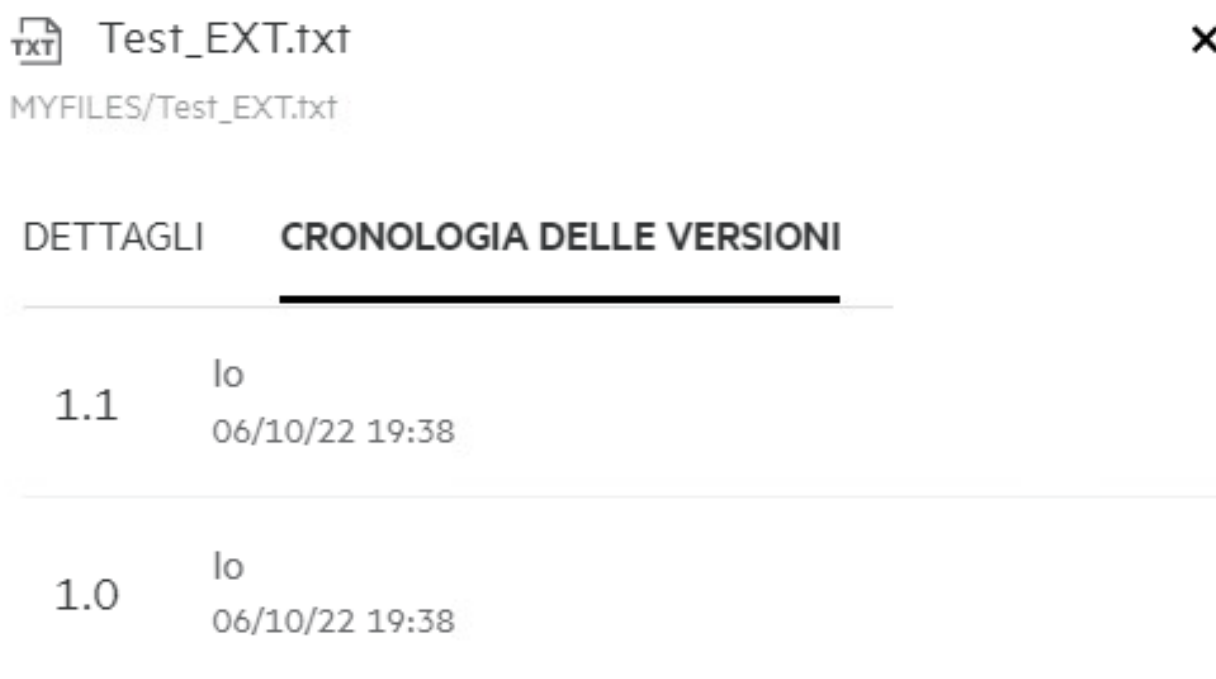 TXT Test_EXT.txt
MYFILES/Test_EXT.txt
DETTAGLI CRONOLOGIA DELLE VERSIONI
1.1
Io
06/10/22 19:38
1.0
Io
06/10/22 19:38